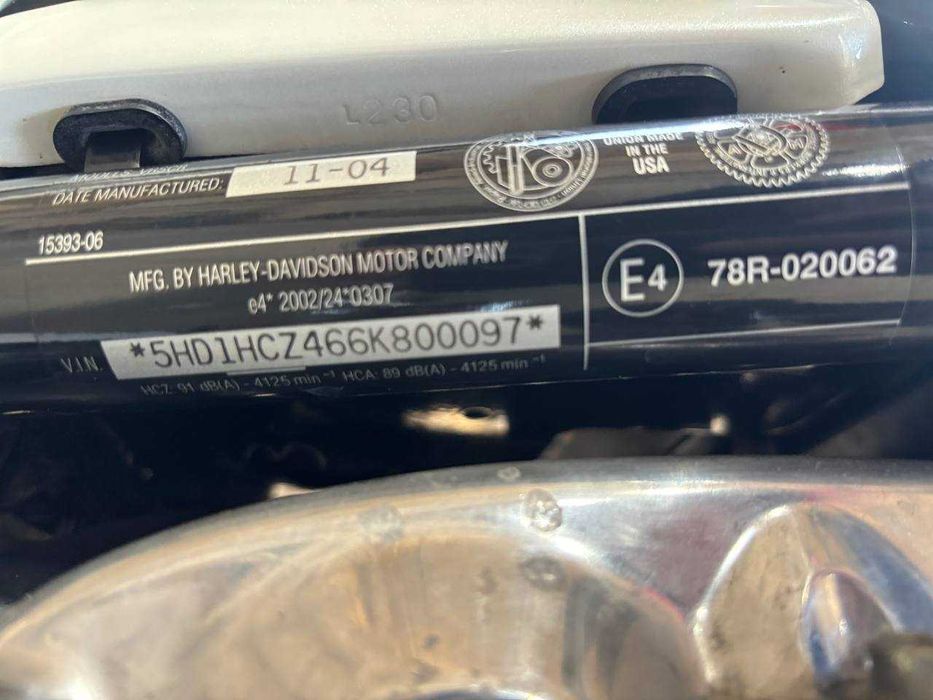 L230
DATE MANUFACTURED: 11-04
UNION MADE
IN THE
USA
15393-06
MFG. BY HARLEY-DAVIDSON MOTOR COMPANY
e4* 2002/24*0307
E4 78R-020062
V.I.N. *5HD1HCZ466K800097*
HCZ: 91 dB(A) - 4125 min⁻¹ HCA: 89 dB(A) - 4125 min⁻¹